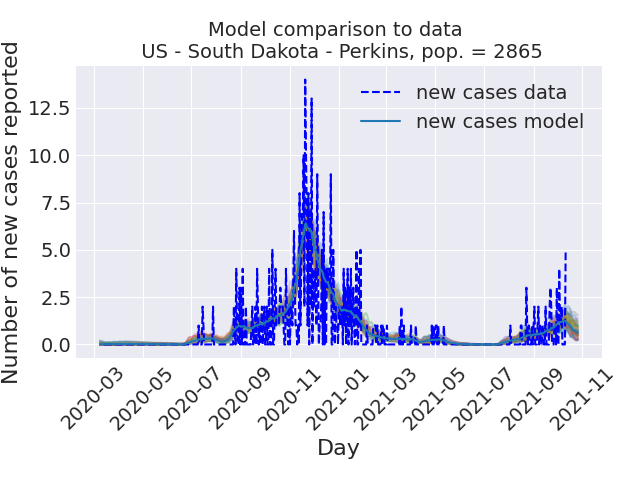 Model comparison to data
US - South Dakota - Perkins, pop. = 2865
new cases data
new cases model
Number of new cases reported
12.5
10.0
7.5
5.0
2.5
0.0
2020-03
2020-05
2020-07
2020-09
2020-11
2021-01
2021-03
2021-05
2021-07
2021-09
2021-11
Day